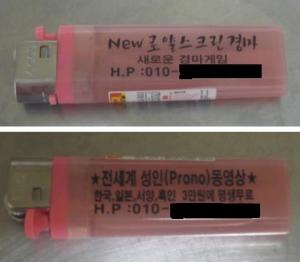 New 로얄스크린경마
새로운 경마게임
H.P : 010-
★전세계 성인(Prono)동영상★
한국,일본,서양,흑인 3만원에 평생무료
H.P : 010-